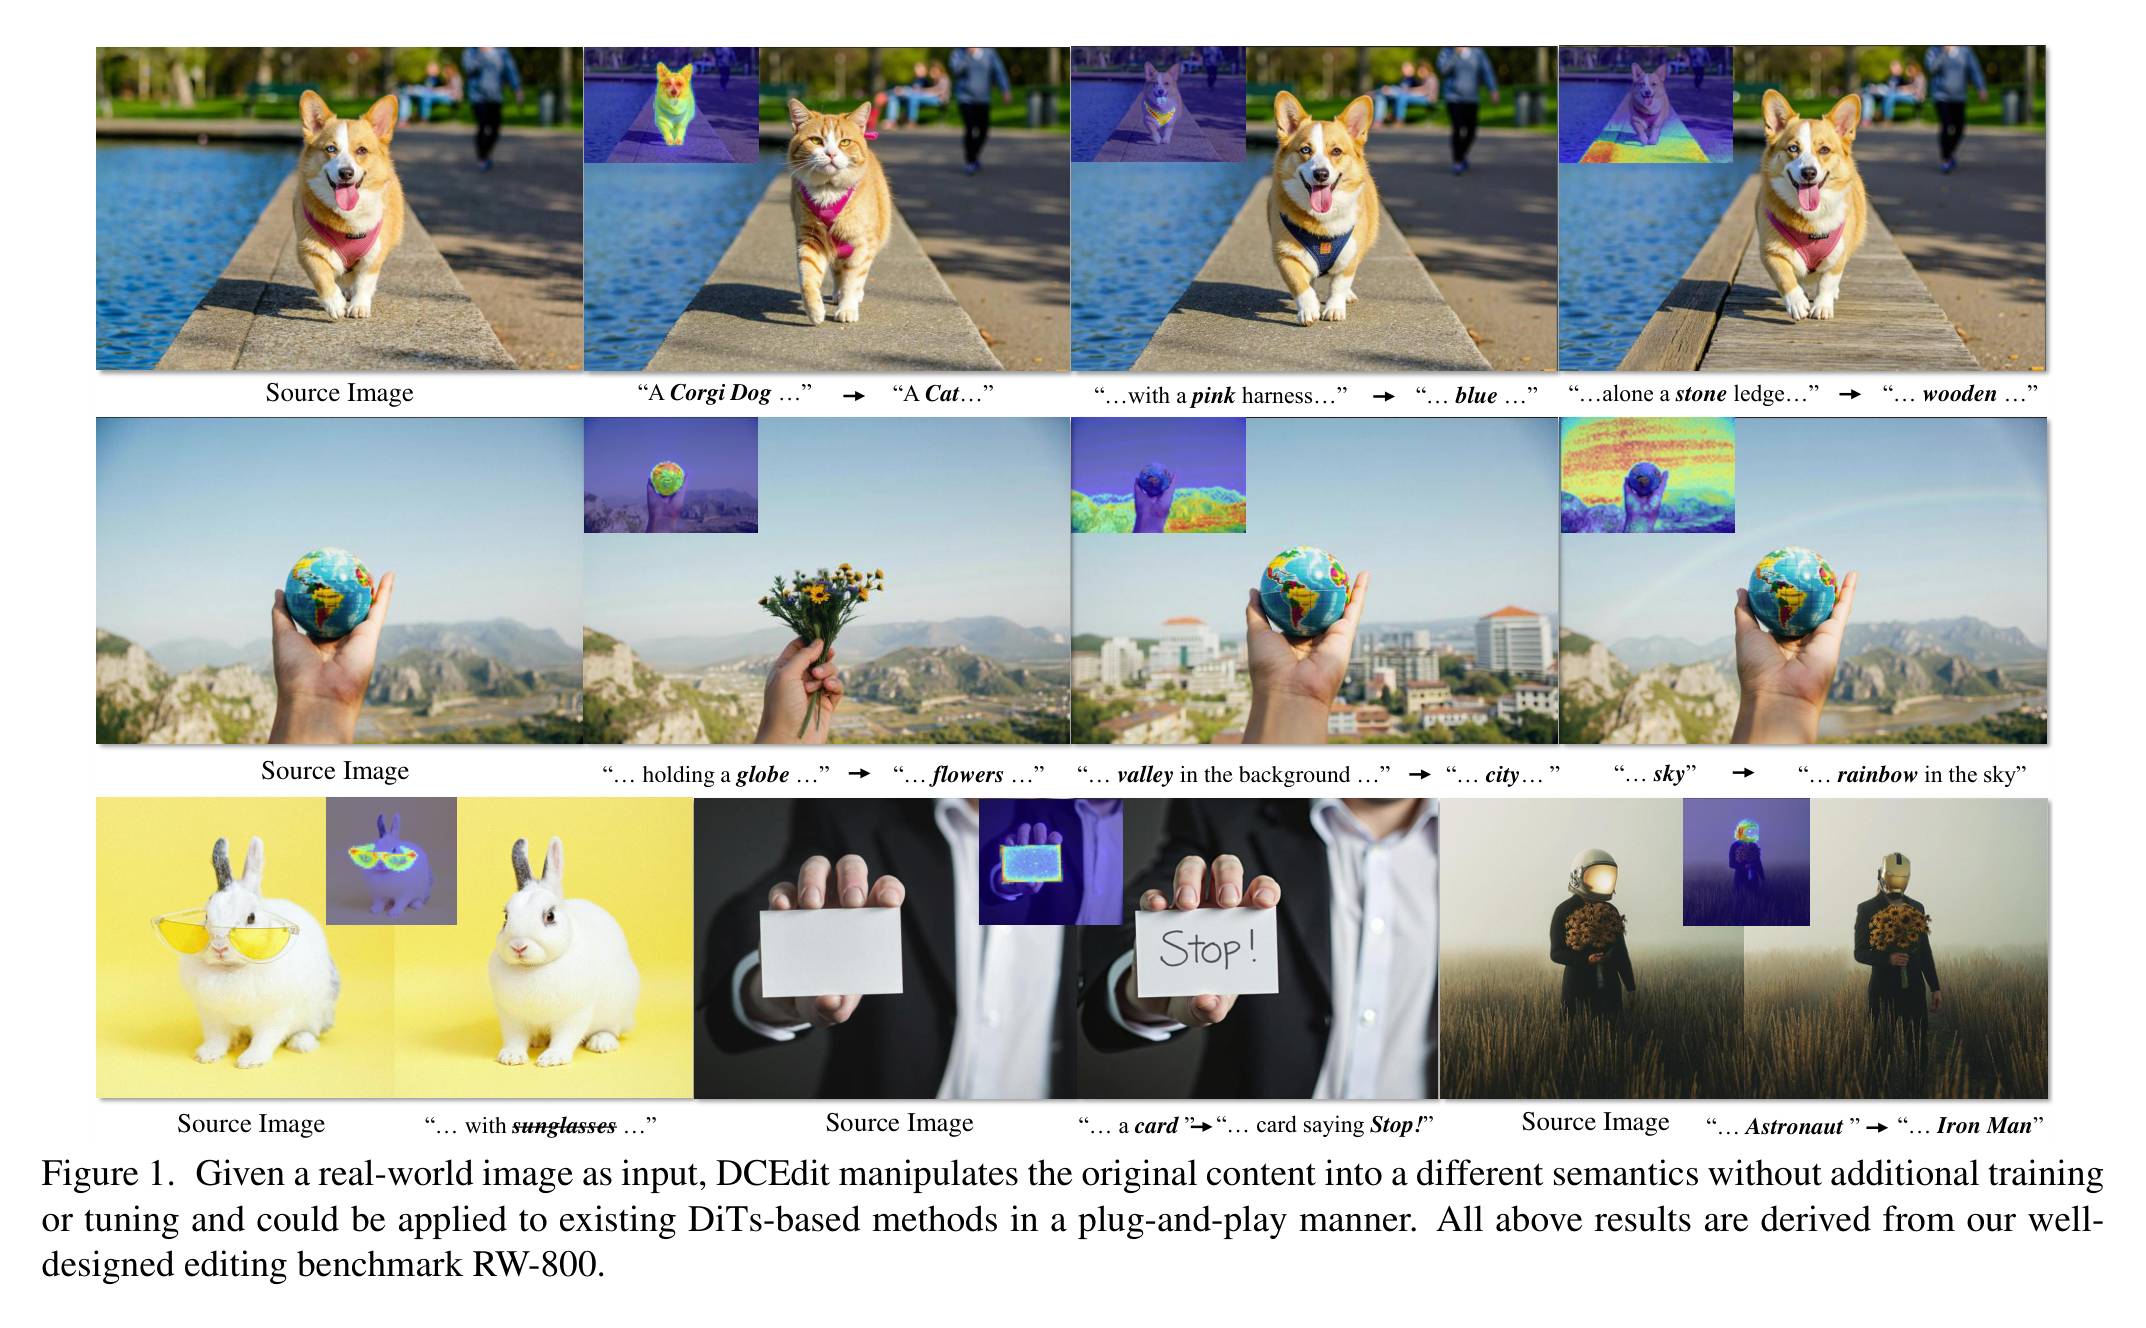 Source Image “A Corgi Dog …” → “A Cat…” “…with a pink harness…” → “… blue …” “…alone a stone ledge…” → “… wooden …”
Source Image “… holding a globe …” → “… flowers …” “… valley in the background …” → “… city… ” “… sky” → “… rainbow in the sky”
Stop!
Source Image “… with sunglasses …” Source Image “… a card ”→“… card saying Stop!” Source Image “… Astronaut ” → “… Iron Man”
Figure 1. Given a real-world image as input, DCEdit manipulates the original content into a different semantics without additional training
or tuning and could be applied to existing DiTs-based methods in a plug-and-play manner. All above results are derived from our well-
designed editing benchmark RW-800.